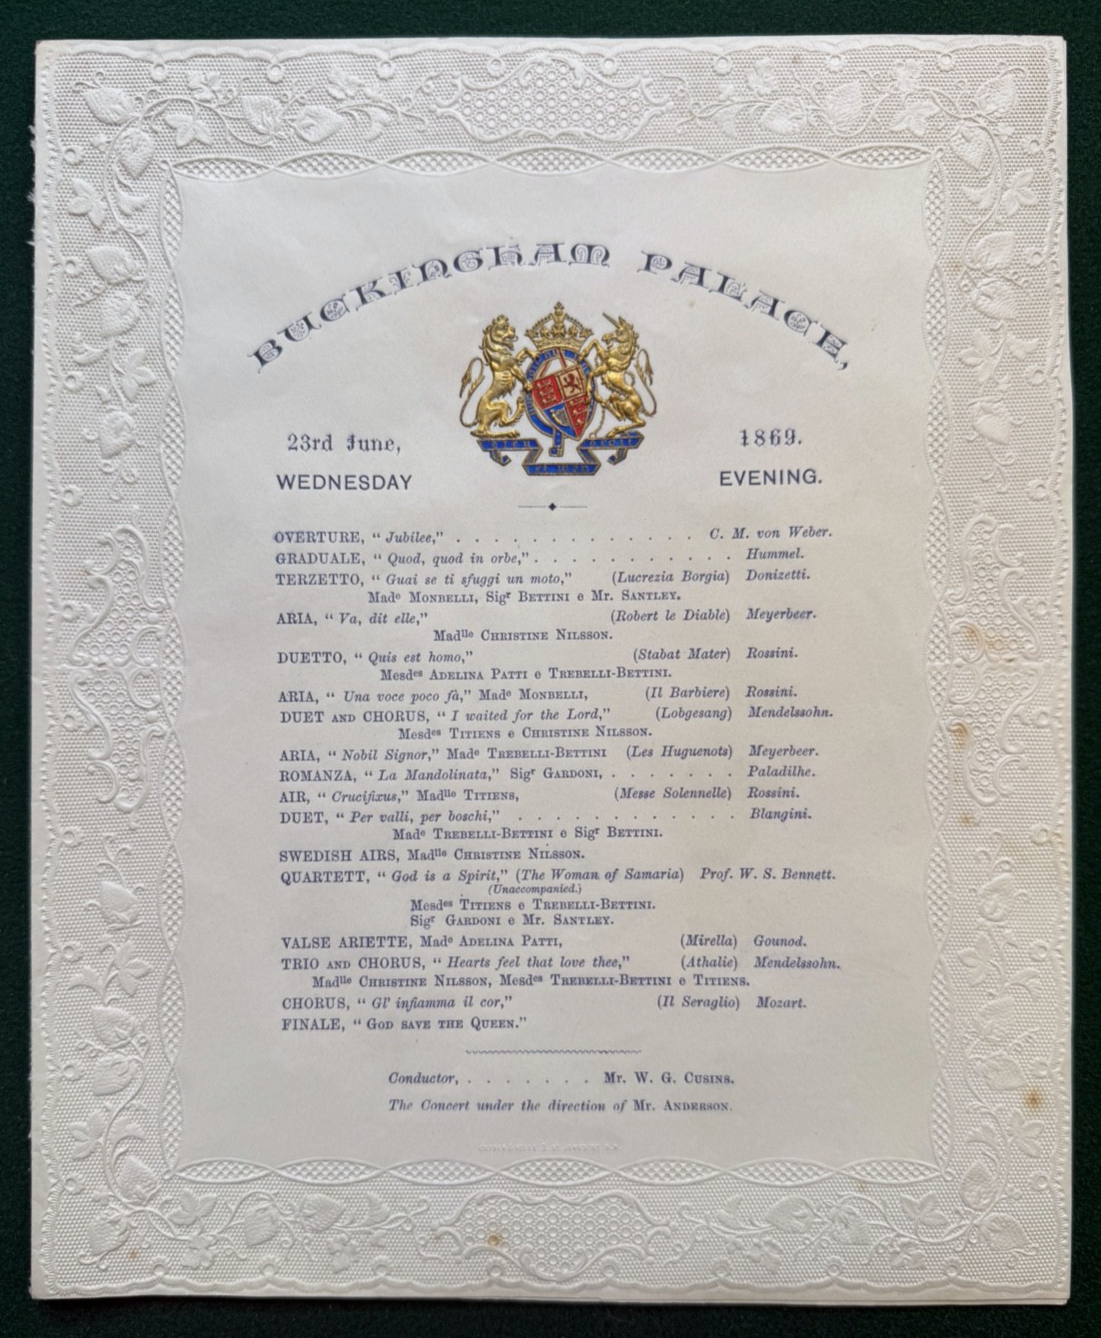 BUCKINGHAM PALACE,
23rd June, 1869.
WEDNESDAY EVENING.
OVERTURE, “ Jubilee,” . . . . . . . . . . . . . C. M. von Weber.
GRADUALE, “ Quod, quod in orbe,” . . . . . . . . . . Hummel.
TERZETTO, “ Guai se ti sfuggi un moto,” (Lucrezia Borgia) Donizetti.
Made MONBELLI, Sigr BETTINI e Mr. SANTLEY.
ARIA, “ Va, dit elle,” (Robert le Diable) Meyerbeer.
Madlle CHRISTINE NILSSON.
DUETTO, “ Quis est homo,” (Stabat Mater) Rossini.
Mesdes ADELINA PATTI e TREBELLI-BETTINI.
ARIA, “ Una voce poco fà,” Made MONBELLI, (Il Barbiere) Rossini.
DUET AND CHORUS, “ I waited for the Lord,” (Lobgesang) Mendelssohn.
Mesdes TITIENS e CHRISTINE NILSSON.
ARIA, “ Nobil Signor,” Made TREBELLI-BETTINI (Les Huguenots) Meyerbeer.
ROMANZA, “ La Mandolinata,” Sigr GARDONI, . . . . . . . Paladilhe.
AIR, “ Crucifixus,” Madlle TITIENS, (Messe Solennelle) Rossini.
DUET, “ Per valli, per boschi,” . . . . . . . . . . . . . Blangini.
Made TREBELLI-BETTINI e Sigr BETTINI.
SWEDISH AIRS, Madlle CHRISTINE NILSSON.
QUARTETT, “ God is a Spirit,” (The Woman of Samaria) Prof. W. S. Bennett.
(Unaccompanied.)
Mesdes TITIENS e TREBELLI-BETTINI.
Sigr GARDONI e Mr. SANTLEY.
VALSE ARIETTE, Made ADELINA PATTI, (Mirella) Gounod.
TRIO AND CHORUS, “ Hearts feel that love thee,” (Athalie) Mendelssohn.
Madlle CHRISTINE NILSSON, Mesdes TREBELLI-BETTINI e TITIENS.
CHORUS, “ Gl' infiamma il cor,” (Il Seraglio) Mozart.
FINALE, “ GOD SAVE THE QUEEN.”
Conductor, . . . . . . . Mr. W. G. CUSINS.
The Concert under the direction of Mr. ANDERSON.